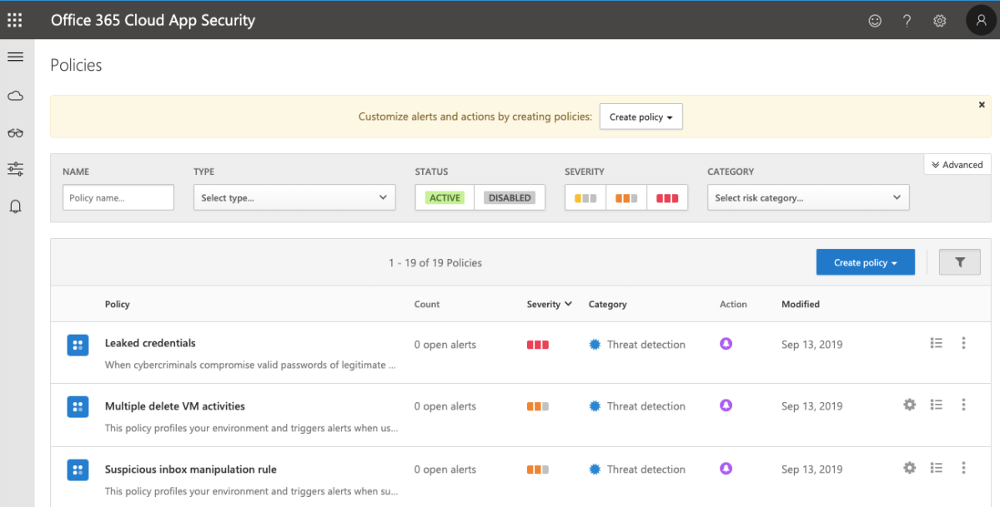 Office 365 Cloud App Security
?
Policies
Customize alerts and actions by creating policies: Create policy
Advanced
NAME TYPE STATUS SEVERITY CATEGORY
Policy name... Select type... ACTIVE DISABLED Select risk category...
1 - 19 of 19 Policies Create policy
Policy Count Severity Category Action Modified
Leaked credentials 0 open alerts Threat detection Sep 13, 2019
When cybercriminals compromise valid passwords of legitimate ...
Multiple delete VM activities 0 open alerts Threat detection Sep 13, 2019
This policy profiles your environment and triggers alerts when us...
Suspicious inbox manipulation rule 0 open alerts Threat detection Sep 13, 2019
This policy profiles your environment and triggers alerts when su...